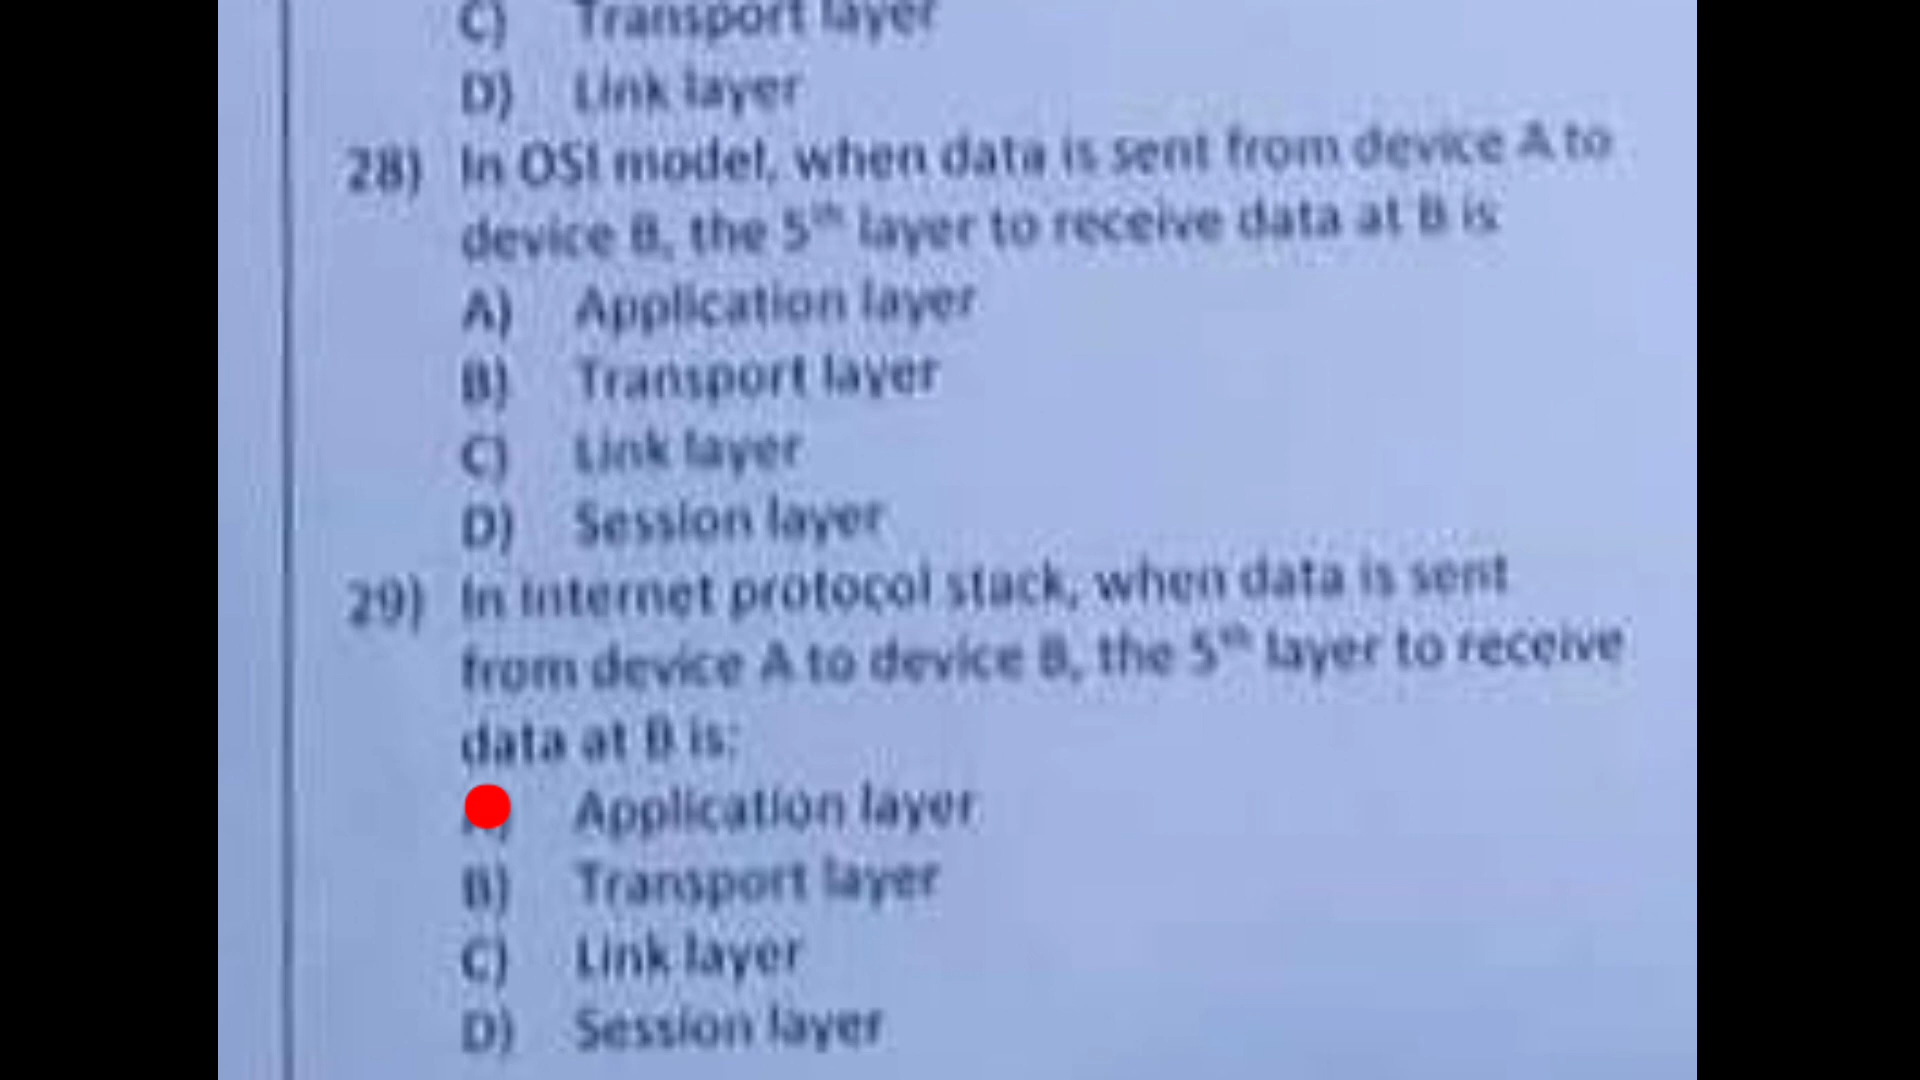 C) Transport layer
D) Link layer
28) In OSI model, when data is sent from device A to
device B, the 5th layer to receive data at B is
A) Application layer
B) Transport layer
C) Link layer
D) Session layer
29) In Internet protocol stack, when data is sent
from device A to device B, the 5th layer to receive
data at B is:
Application layer
B) Transport layer
C) Link layer
D) Session layer